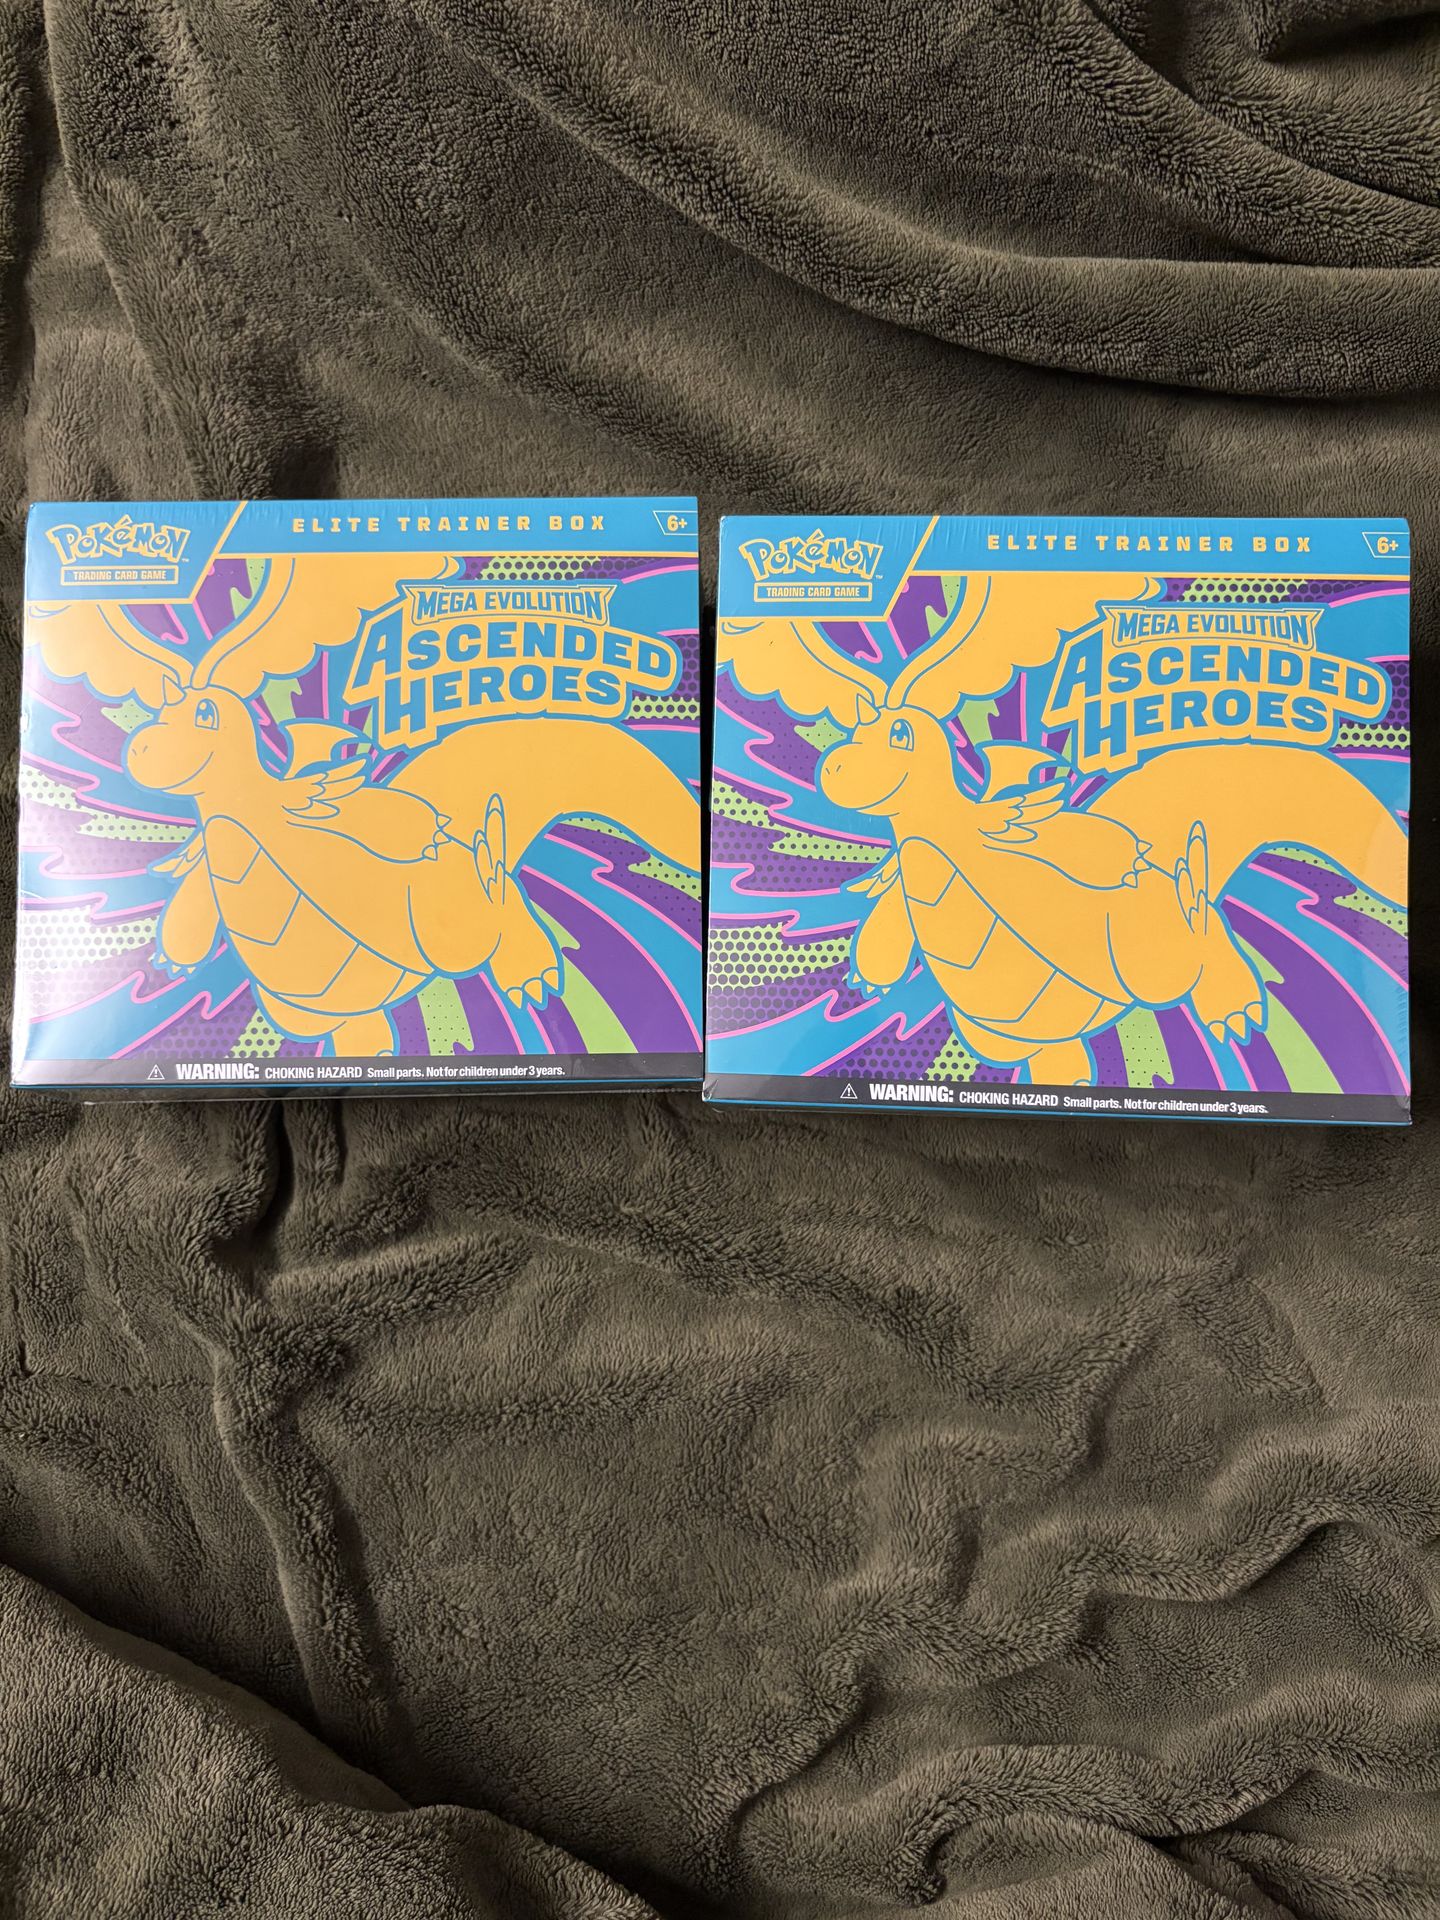 ELITE TRAINER BOX
6+
POKéMON™
TRADING CARD GAME
MEGA EVOLUTION
ASCENDED
HEROES
WARNING: CHOKING HAZARD Small parts. Not for children under 3 years.
ELITE TRAINER BOX
6+
POKéMON™
TRADING CARD GAME
MEGA EVOLUTION
ASCENDED
HEROES
WARNING: CHOKING HAZARD Small parts. Not for children under 3 years.